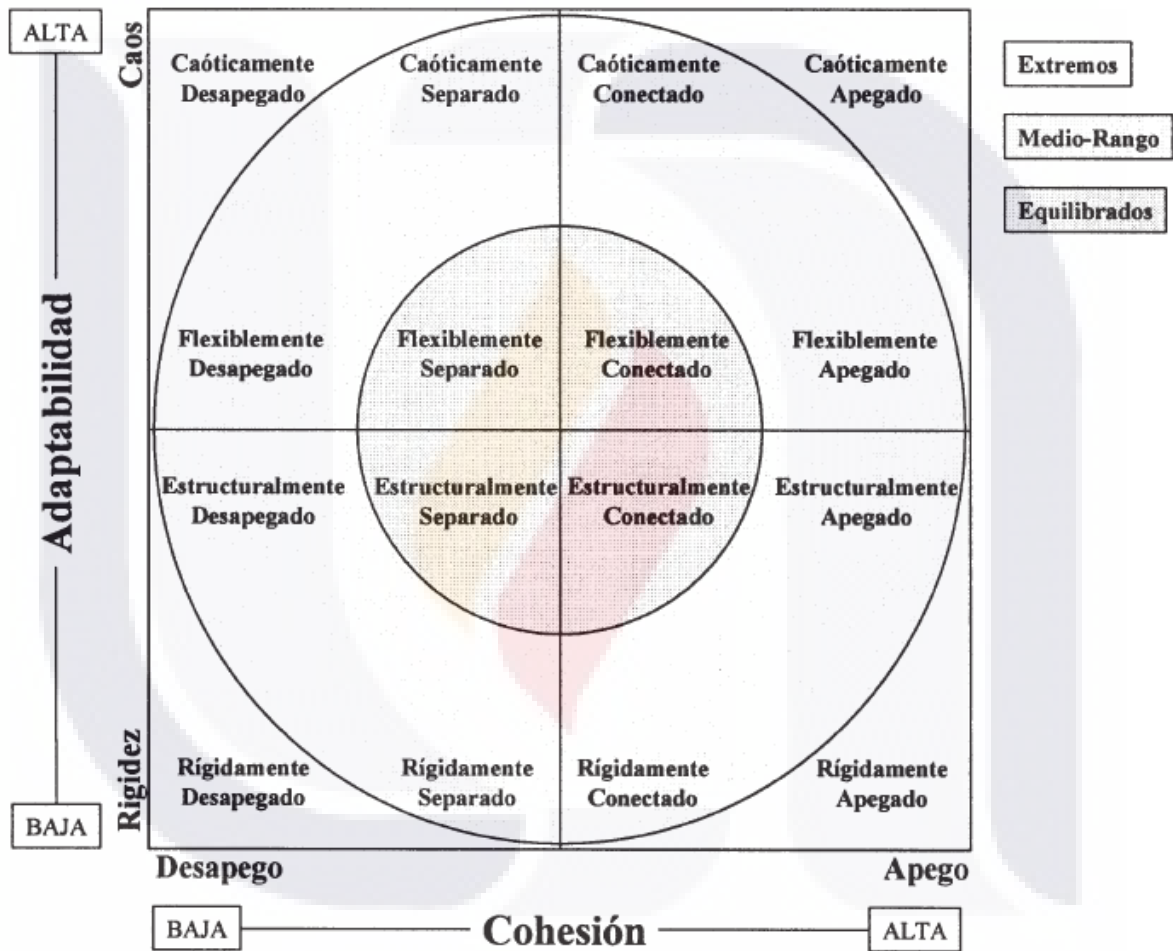 ALTA
Caos
Caóticamente
Desapegado
Caóticamente
Separado
Caóticamente
Conectado
Caóticamente
Apegado
Extremos
Medio-Rango
Equilibrados
Adaptabilidad
Flexiblemente
Desapegado
Flexiblemente
Separado
Flexiblemente
Conectado
Flexiblemente
Apegado
Estructuralmente
Desapegado
Estructuralmente
Separado
Estructuralmente
Conectado
Estructuralmente
Apegado
Rígidamente
Desapegado
Rígidamente
Separado
Rígidamente
Conectado
Rígidamente
Apegado
Rigidez
BAJA
Desapego
Apego
BAJA
Cohesión
ALTA